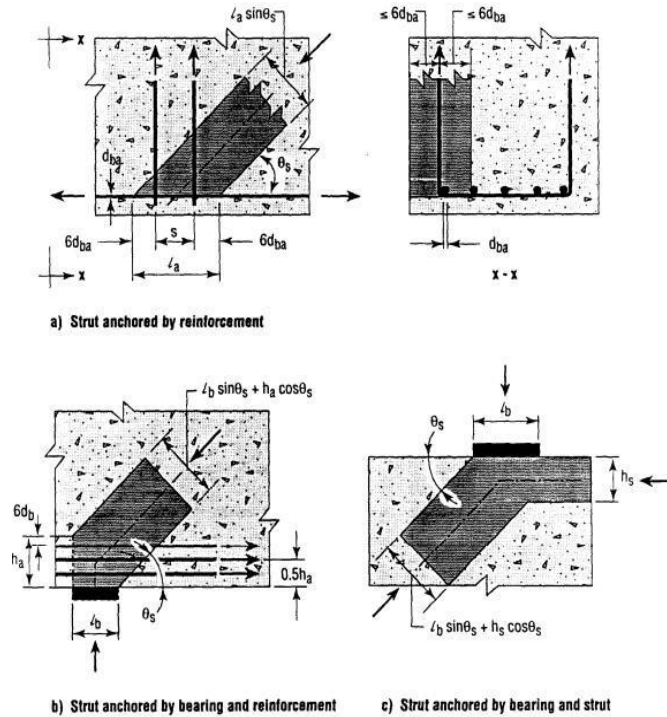 x
ℓa sinθs
≤ 6dba
≤ 6dba
dba
θs
6dba
s
6dba
ℓa
x
dba
x - x
a) Strut anchored by reinforcement
ℓb sinθs + ha cosθs
6db
ha
0.5ha
θs
ℓb
b) Strut anchored by bearing and reinforcement
ℓb
θs
hs
ℓb sinθs + hs cosθs
c) Strut anchored by bearing and strut